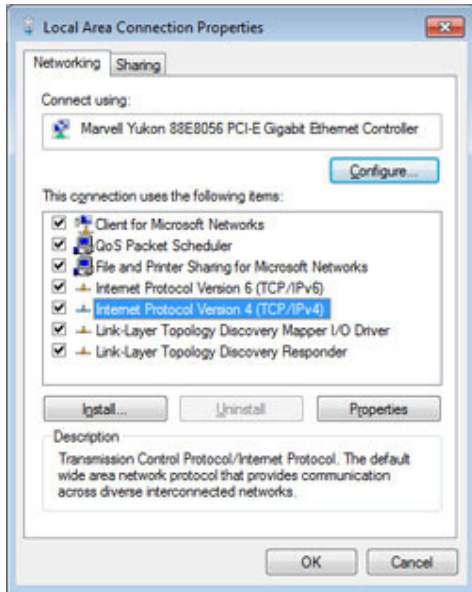 Local Area Connection Properties
Networking Sharing
Connect using:
Marvell Yukon 88E8056 PCI-E Gigabit Ethernet Controller
Configure...
This connection uses the following items:
Client for Microsoft Networks
QoS Packet Scheduler
File and Printer Sharing for Microsoft Networks
Internet Protocol Version 6 (TCP/IPv6)
Internet Protocol Version 4 (TCP/IPv4)
Link-Layer Topology Discovery Mapper I/O Driver
Link-Layer Topology Discovery Responder
Install... Uninstall Properties
Description
Transmission Control Protocol/Internet Protocol. The default
wide area network protocol that provides communication
across diverse interconnected networks.
OK Cancel